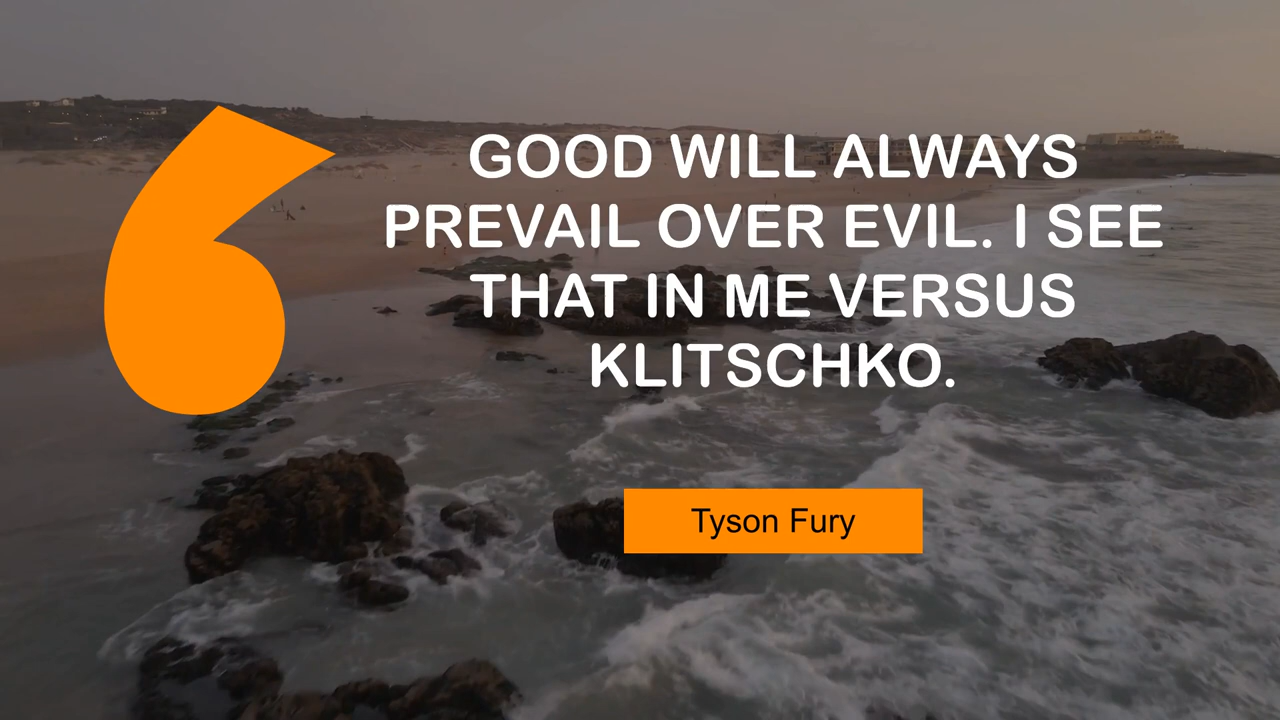 GOOD WILL ALWAYS
PREVAIL OVER EVIL. I SEE
THAT IN ME VERSUS
KLITSCHKO.
Tyson Fury